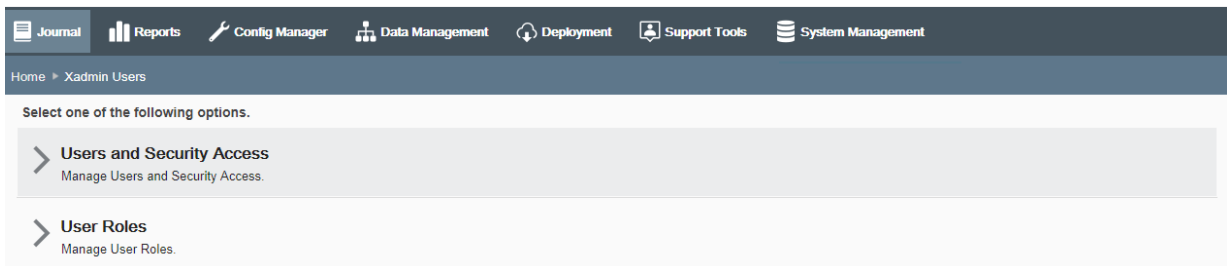 Journal Reports Config Manager Data Management Deployment Support Tools System Management
Home Xadmin Users
Select one of the following options.
Users and Security Access
Manage Users and Security Access.
User Roles
Manage User Roles.